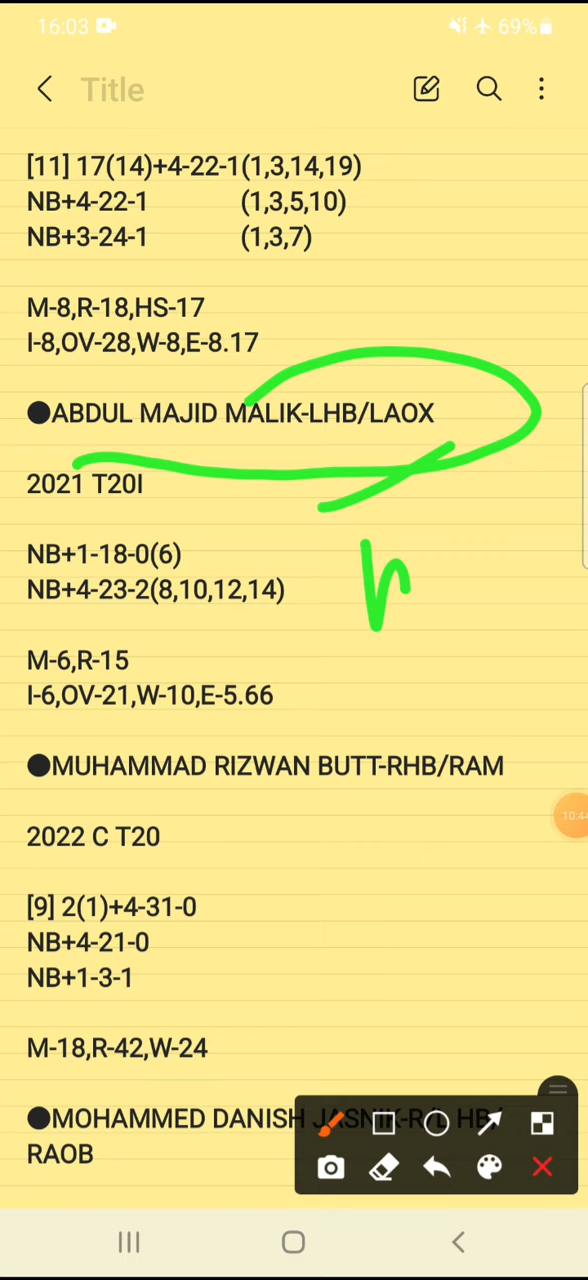 16:03
69%
Title
[11] 17(14)+4-22-1(1,3,14,19)
NB+4-22-1 (1,3,5,10)
NB+3-24-1 (1,3,7)
M-8,R-18,HS-17
I-8,OV-28,W-8,E-8.17
●ABDUL MAJID MALIK-LHB/LAOX
2021 T20I
NB+1-18-0(6)
NB+4-23-2(8,10,12,14)
M-6,R-15
I-6,OV-21,W-10,E-5.66
●MUHAMMAD RIZWAN BUTT-RHB/RAM
2022 C T20
10:44
[9] 2(1)+4-31-0
NB+4-21-0
NB+1-3-1
M-18,R-42,W-24
●MOHAMMED DANISH JASNIK-R/L HB/
RAOB